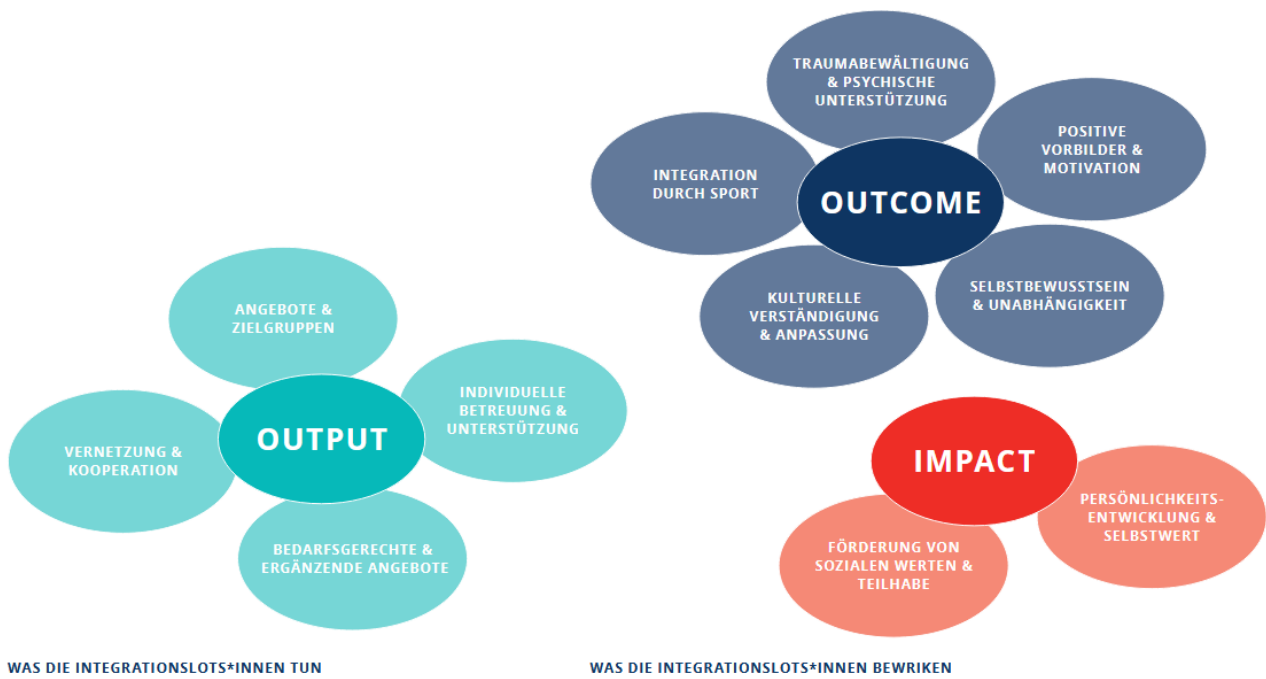 TRAUMABEWÄLTIGUNG
& PSYCHISCHE
UNTERSTÜTZUNG
POSITIVE
VORBILDER &
MOTIVATION
INTEGRATION
DURCH SPORT
OUTCOME
SELBSTBEWUSSTSEIN
& UNABHÄNGIGKEIT
KULTURELLE
VERSTÄNDIGUNG
& ANPASSUNG
ANGEBOTE &
ZIELGRUPPEN
INDIVIDUELLE
BETREUUNG &
UNTERSTÜTZUNG
OUTPUT
VERNETZUNG &
KOOPERATION
BEDARFSGERECHTE &
ERGÄNZENDE ANGEBOTE
IMPACT
PERSÖNLICHKEITS-
ENTWICKLUNG &
SELBSTWERT
FÖRDERUNG VON
SOZIALEN WERTEN &
TEILHABE
WAS DIE INTEGRATIONSLOTS*INNEN TUN
WAS DIE INTEGRATIONSLOTS*INNEN BEWRIKEN